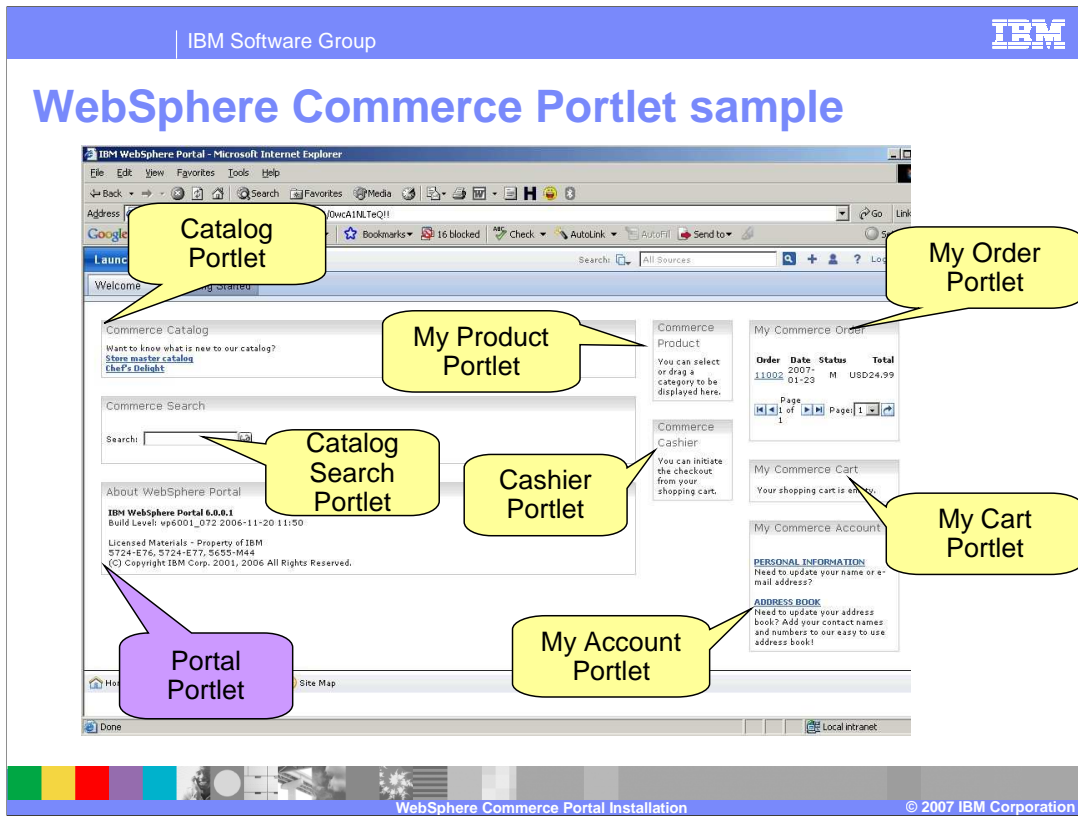 IBM Software Group
IBM
WebSphere Commerce Portlet sample
IBM WebSphere Portal - Microsoft Internet Explorer
File Edit View Favorites Tools Help
Back Search Favorites Media
Address /0wcA1NLTeQ!! Go Link
Google Bookmarks 16 blocked Check AutoLink AutoFill Send to
Launc Search: All Sources ? Log
Welcome Started
Catalog
Portlet
My Order
Portlet
My Product
Portlet
Commerce Catalog
Want to know what is new to our catalog?
Store master catalog
Chef's Delight
Commerce
Product
You can select
or drag a
category to be
displayed here.
My Commerce Order
Order Date Status Total
11002 2007-01-23 M USD24.99
Page
1 of
1
Page: 1
Commerce Search
Search:
Catalog
Search
Portlet
Commerce
Cashier
You can initiate
the checkout
from your
shopping cart.
Cashier
Portlet
My Commerce Cart
Your shopping cart is empty.
My Cart
Portlet
About WebSphere Portal
IBM WebSphere Portal 6.0.0.1
Build Level: wp6001_072 2006-11-20 11:50
Licensed Materials - Property of IBM
5724-E76, 5724-E77, 5655-M44
(C) Copyright IBM Corp. 2001, 2006 All Rights Reserved.
My Commerce Account
PERSONAL INFORMATION
Need to update your name or e-
mail address?
ADDRESS BOOK
Need to update your address
book? Add your contact names
and numbers to our easy to use
address book!
My Account
Portlet
Portal
Portlet
Site Map
Done
Local intranet
WebSphere Commerce Portal Installation
© 2007 IBM Corporation